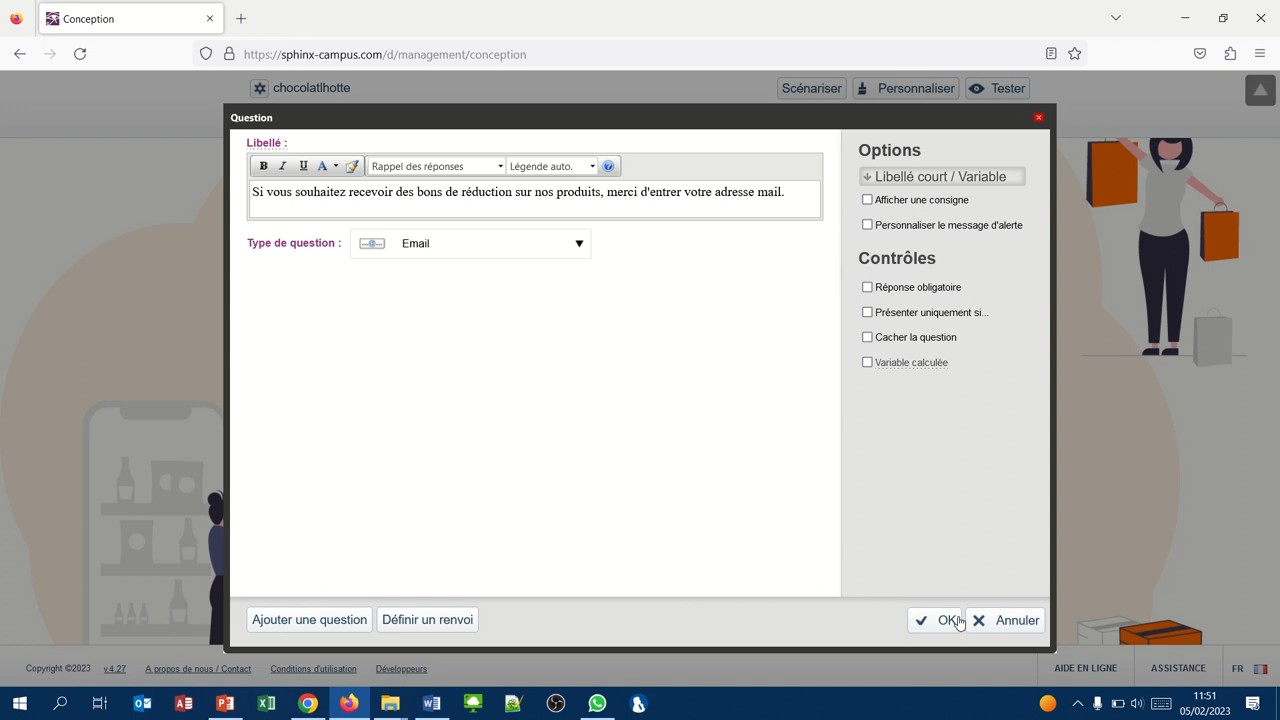 Conception
https://sphinx-campus.com/d/management/conception
chocolatlhotte
Scénariser
Personnaliser
Tester
Question
Libellé :
B I U A Rappel des réponses Légende auto.
Si vous souhaitez recevoir des bons de réduction sur nos produits, merci d'entrer votre adresse mail.
Type de question : Email
Options
Libellé court / Variable
Afficher une consigne
Personnaliser le message d'alerte
Contrôles
Réponse obligatoire
Présenter uniquement si...
Cacher la question
Variable calculée
Ajouter une question
Définir un renvoi
OK
Annuler
Copyright ©2023 v.4.27 A propos de nous / Contact Conditions d'utilisation Développeurs
AIDE EN LIGNE
ASSISTANCE
FR
11:51
05/02/2023